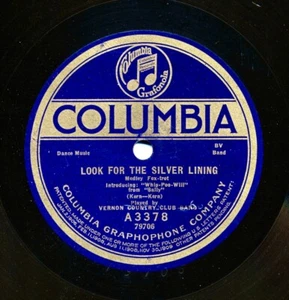 Columbia
Grafonola
COLUMBIA
Dance Music
BV
Band
LOOK FOR THE SILVER LINING
Medley Fox-trot
Introducing: "Whip-Poo-Will"
from "Sally"
(Kern—Kern)
Played by
VERNON COUNTRY CLUB BAND
A3378
79706
COLUMBIA GRAPHOPHONE COMPANY